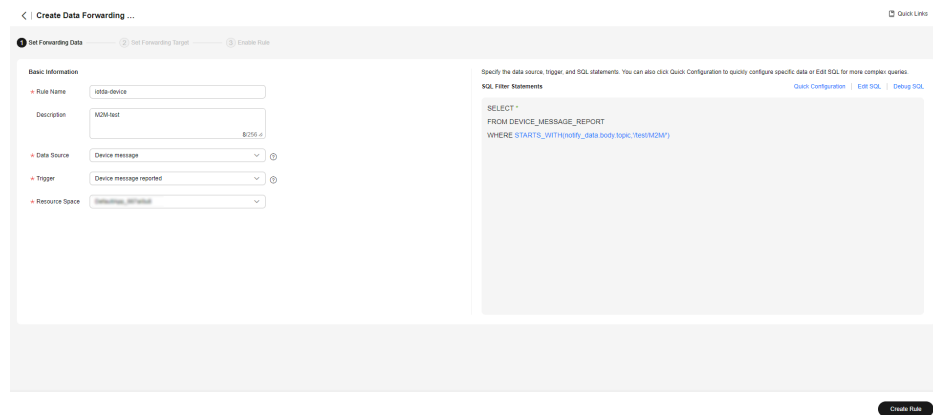 Create Data Forwarding ...
Quick Links
1 Set Forwarding Data
2 Set Forwarding Target
3 Enable Rule
Basic Information
* Rule Name
iotda-device
Description
M2M-test
8/256
* Data Source
Device message
* Trigger
Device message reported
* Resource Space
Specify the data source, trigger, and SQL statements. You can also click Quick Configuration to quickly configure specific data or Edit SQL for more complex queries.
SQL Filter Statements
Quick Configuration | Edit SQL | Debug SQL
SELECT *
FROM DEVICE_MESSAGE_REPORT
WHERE STARTS_WITH(notify_data.body.topic,'/test/M2M/')
Create Rule